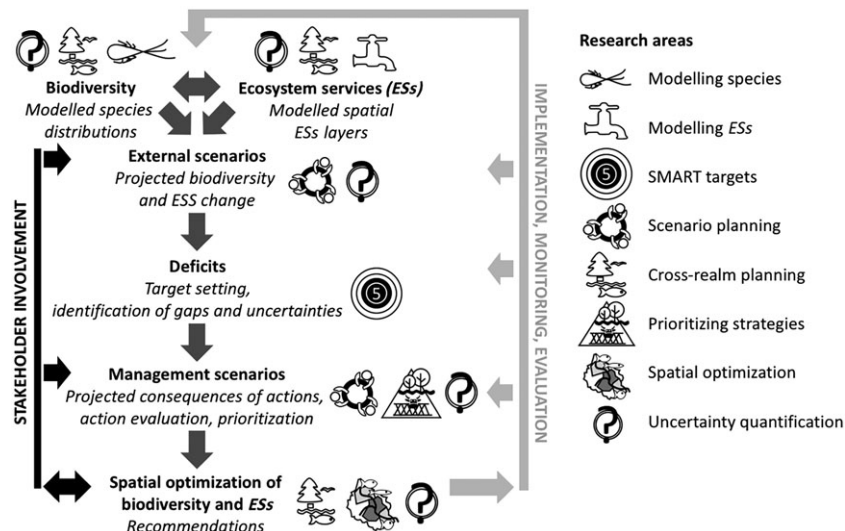 Biodiversity
Modelled species
distributions
Ecosystem services (ESs)
Modelled spatial
ESs layers
External scenarios
Projected biodiversity
and ESS change
Deficits
Target setting,
identification of gaps and uncertainties
5
Management scenarios
Projected consequences of actions,
action evaluation, prioritization
Spatial optimization of
biodiversity and ESs
Recommendations
STAKEHOLDER INVOLVEMENT
IMPLEMENTATION, MONITORING, EVALUATION
Research areas
Modelling species
Modelling ESs
5
SMART targets
Scenario planning
Cross-realm planning
Prioritizing strategies
Spatial optimization
Uncertainty quantification